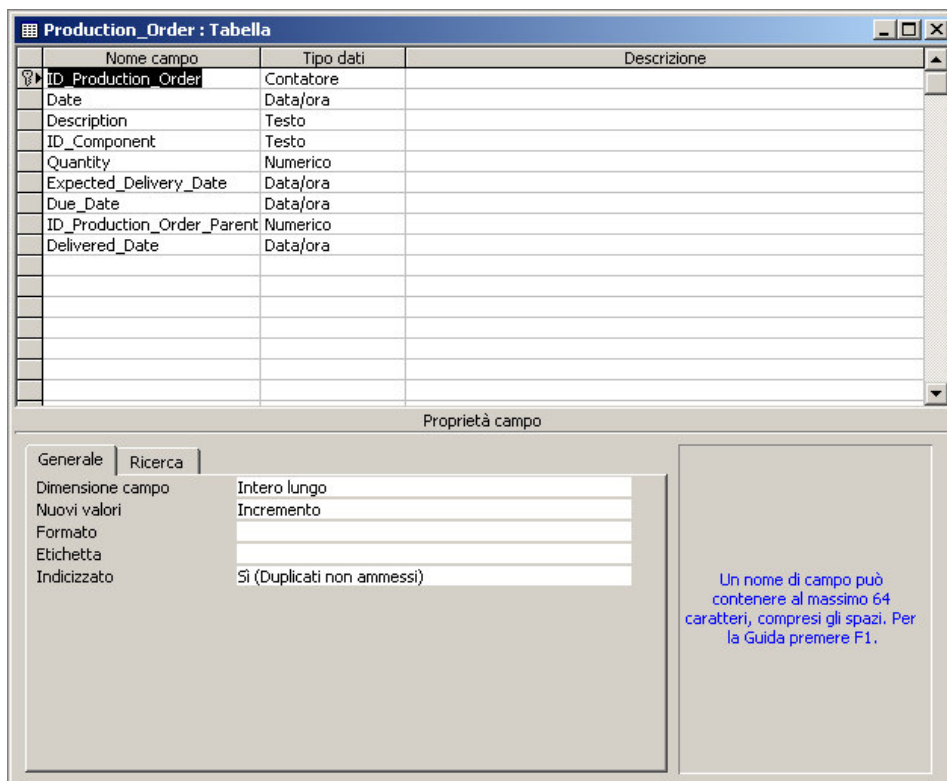 Production_Order : Tabella
Nome campo Tipo dati Descrizione
ID_Production_Order Contatore
Date Data/ora
Description Testo
ID_Component Testo
Quantity Numerico
Expected_Delivery_Date Data/ora
Due_Date Data/ora
ID_Production_Order_Parent Numerico
Delivered_Date Data/ora
Proprietà campo
Generale Ricerca
Dimensione campo Intero lungo
Nuovi valori Incremento
Formato
Etichetta
Indicizzato Sì (Duplicati non ammessi)
Un nome di campo può
contenere al massimo 64
caratteri, compresi gli spazi. Per
la Guida premere F1.